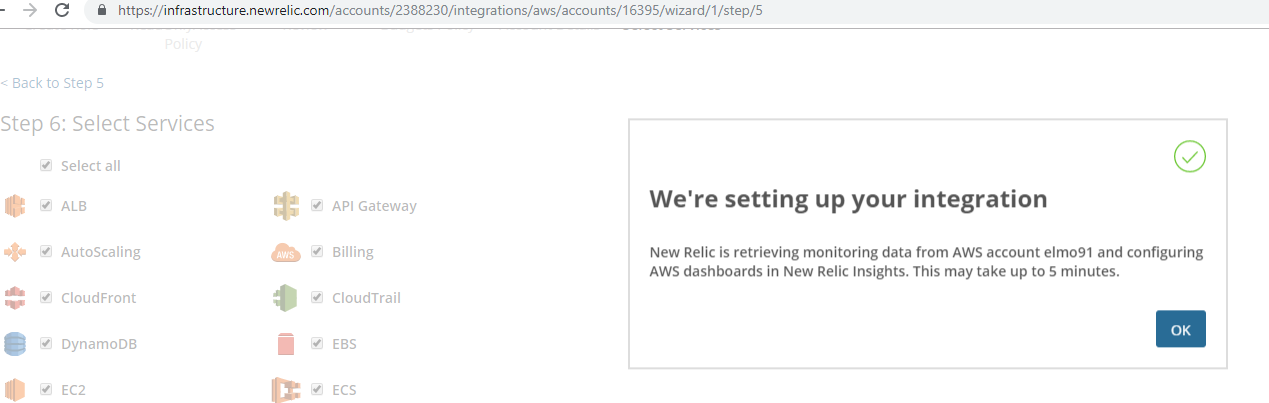 https://infrastructure.newrelic.com/accounts/2388230/integrations/aws/accounts/16395/wizard/1/step/5
Policy
< Back to Step 5
Step 6: Select Services
Select all
ALB
API Gateway
AutoScaling
AWS
Billing
CloudFront
CloudTrail
DynamoDB
EBS
EC2
ECS
We're setting up your integration
New Relic is retrieving monitoring data from AWS account elmo91 and configuring
AWS dashboards in New Relic Insights. This may take up to 5 minutes.
OK